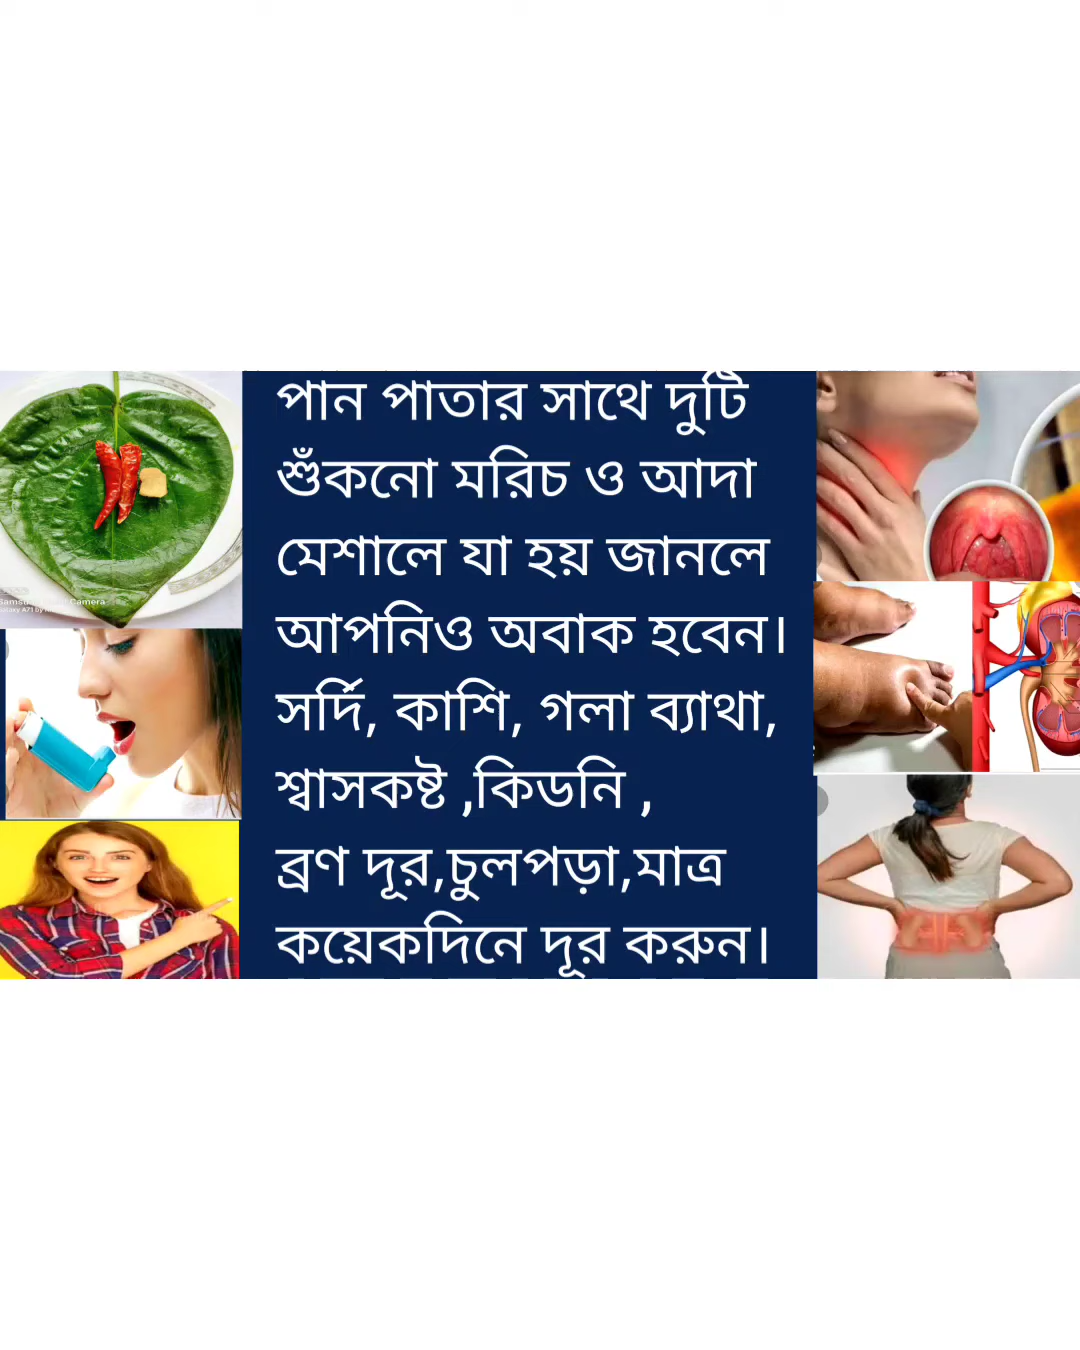 পান পাতার সাথে দুটি
শুঁকনো মরিচ ও আদা
মেশালে যা হয় জানলে
আপনিও অবাক হবেন।
সর্দি, কাশি, গলা ব্যাথা,
শ্বাসকষ্ট ,কিডনি ,
ব্রণ দূর,চুলপড়া,মাত্র
কয়েকদিনে দূর করুন।